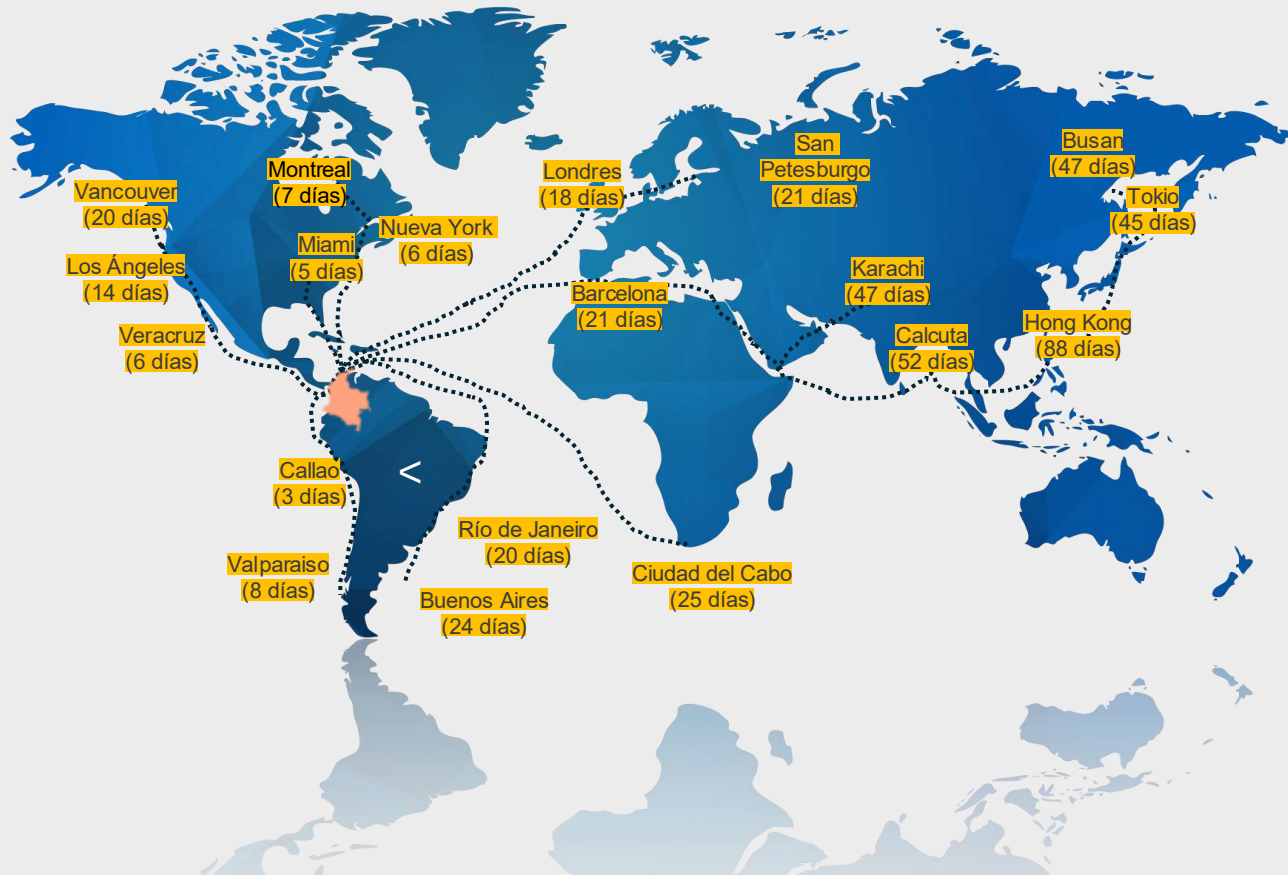 Busan
(47 días)
San
Petesburgo
(21 días)
Londres
(18 días)
Montreal
(7 días)
Vancouver
(20 días)
Tokio
(45 días)
Nueva York
(6 días)
Miami
(5 días)
Los Ángeles
(14 días)
Karachi
(47 días)
Barcelona
(21 días)
Veracruz
(6 días)
Calcuta
(52 días)
Hong Kong
(88 días)
Callao
(3 días)
<
Río de Janeiro
(20 días)
Valparaiso
(8 días)
Ciudad del Cabo
(25 días)
Buenos Aires
(24 días)